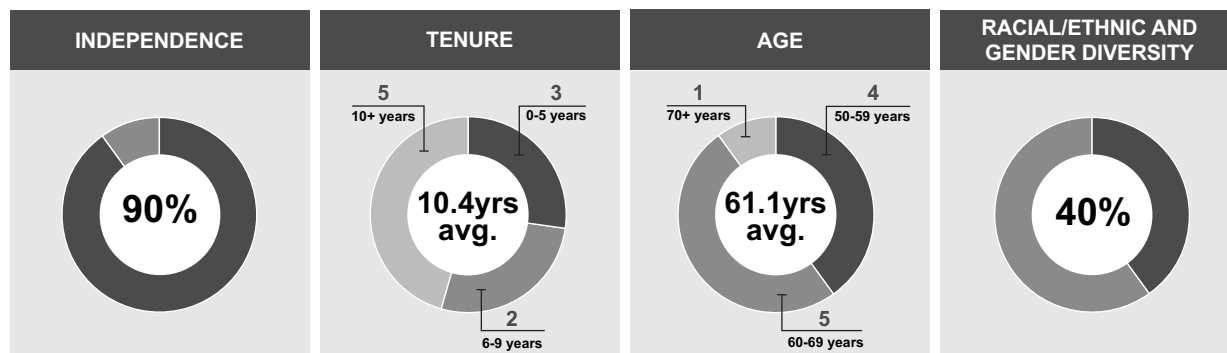 INDEPENDENCE
90%
TENURE
5
10+ years
3
0-5 years
10.4yrs
avg.
2
6-9 years
AGE
1
70+ years
4
50-59 years
61.1yrs
avg.
5
60-69 years
RACIAL/ETHNIC AND
GENDER DIVERSITY
40%